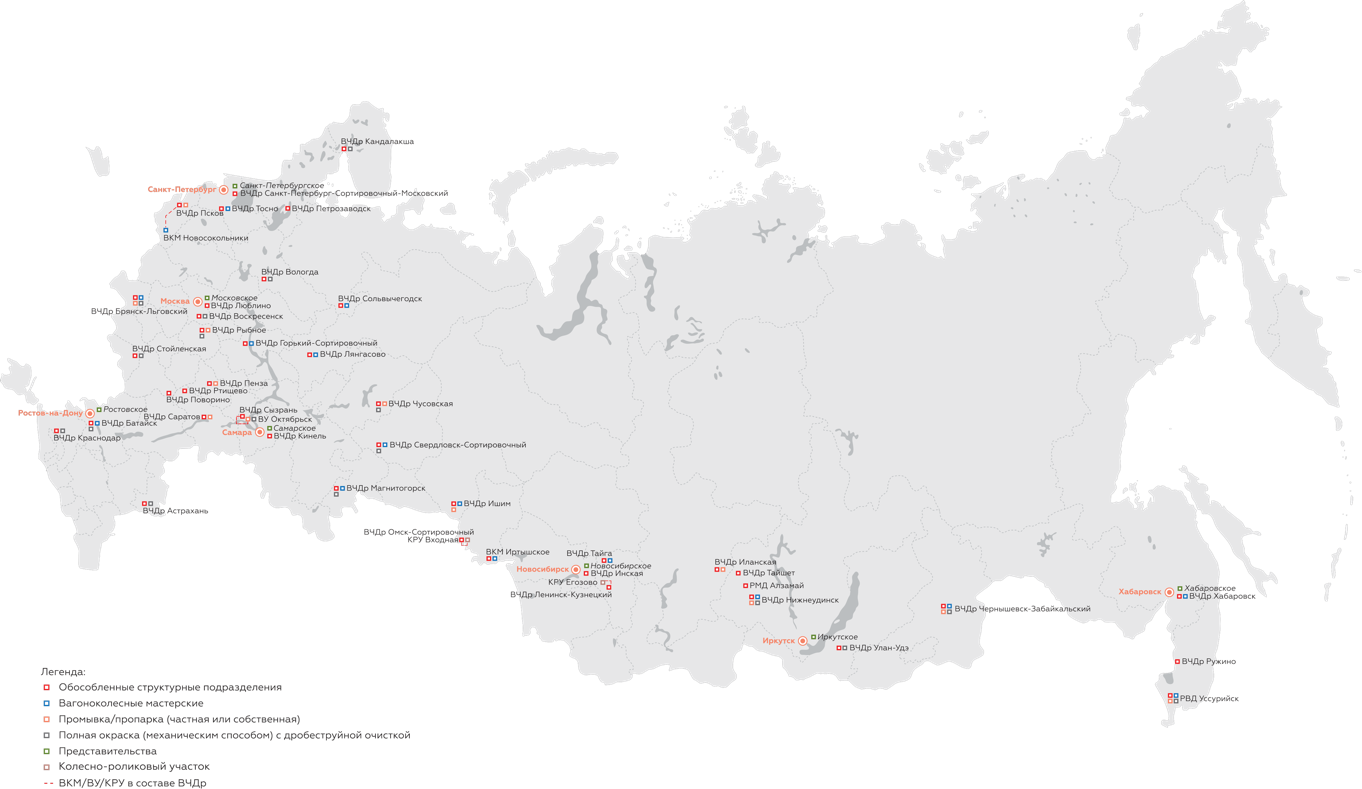 ВЧДр Кандалакша
Санкт-Петербург
Санкт-Петербургское
ВЧДр Санкт-Петербург-Сортировочный-Московский
ВЧДр Псков
ВЧДр Тосно
ВЧДр Петрозаводск
ВКМ Новосокольники
ВЧДр Вологда
Москва
Московское
ВЧДр Люблино
ВЧДр Сольвычегодск
ВЧДр Брянск-Льговский
ВЧДр Воскресенск
ВЧДр Рыбное
ВЧДр Горький-Сортировочный
ВЧДр Стойленская
ВЧДр Лянгасово
ВЧДр Пенза
ВЧДр Ртищево
ВЧДр Поворино
Ростов-на-Дону
Ростовское
ВЧДр Батайск
ВЧДр Краснодар
ВЧДр Саратов
ВЧДр Сызрань
ВУ Октябрьск
Самара
Самарское
ВЧДр Кинель
ВЧДр Чусовская
ВЧДр Свердловск-Сортировочный
ВЧДр Магнитогорск
ВЧДр Астрахань
ВЧДр Ишим
ВЧДр Омск-Сортировочный
КРУ Входная
ВКМ Иртышское
ВЧДр Тайга
Новосибирск
Новосибирское
ВЧДр Инская
КРУ Егозово
ВЧДр Ленинск-Кузнецкий
ВЧДр Иланская
ВЧДр Тайшет
РМД Алзамай
ВЧДр Нижнеудинск
Иркутск
Иркутское
ВЧДр Улан-Удэ
ВЧДр Чернышевск-Забайкальский
Хабаровск
Хабаровское
ВЧДр Хабаровск
ВЧДр Ружино
РВД Уссурийск
Легенда:
Обособленные структурные подразделения
Вагоноколесные мастерские
Промывка/пропарка (частная или собственная)
Полная окраска (механическим способом) с дробеструйной очисткой
Представительства
Колесно-роликовый участок
ВКМ/ВУ/КРУ в составе ВЧДр